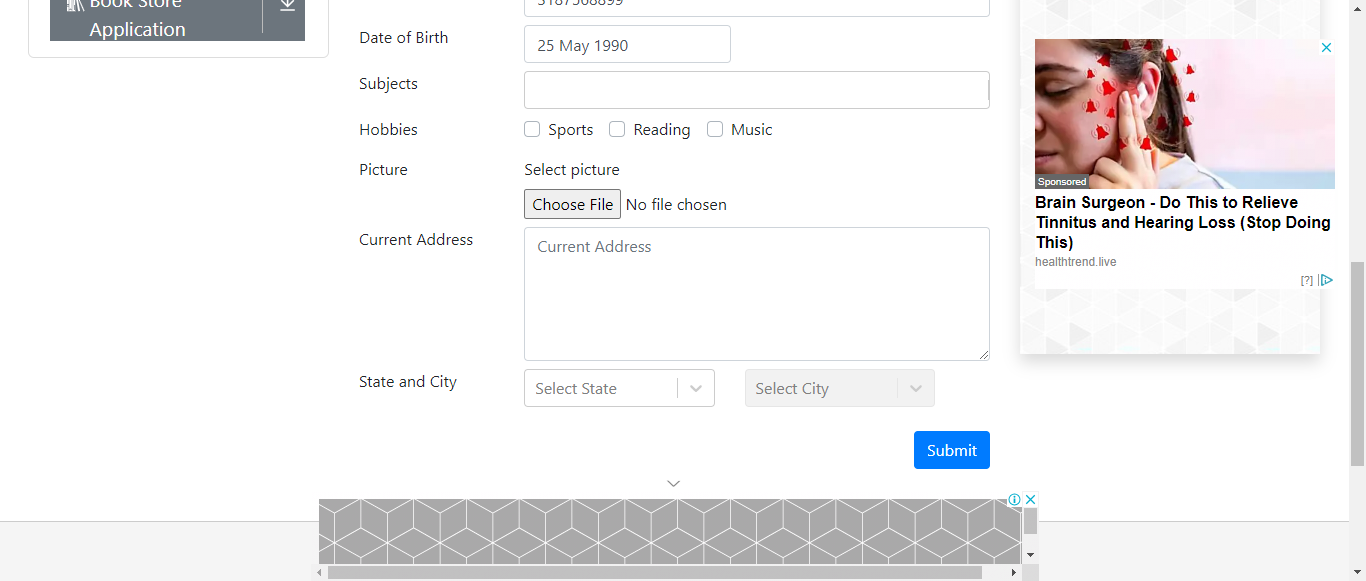 Book Store
Application
3187568899
Date of Birth
25 May 1990
Subjects
Hobbies
Sports
Reading
Music
Picture
Select picture
Choose File
No file chosen
Current Address
Current Address
State and City
Select State
Select City
Submit
Sponsored
Brain Surgeon - Do This to Relieve
Tinnitus and Hearing Loss (Stop Doing
This)
healthtrend.live
[?]